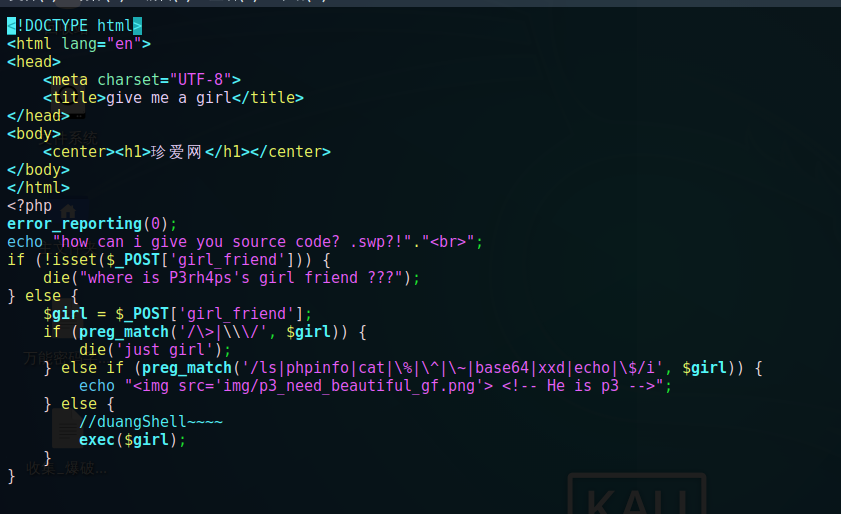 <!DOCTYPE html>
<html lang="en">
<head>
    <meta charset="UTF-8">
    <title>give me a girl</title>
</head>
<body>
    <center><h1>珍爱网</h1></center>
</body>
</html>
<?php
error_reporting(0);
echo "how can i give you source code? .swp?!"."<br>";
if (!isset($_POST['girl_friend'])) {
    die("where is P3rh4ps's girl friend ???");
} else {
    $girl = $_POST['girl_friend'];
    if (preg_match('/\>|\\\/', $girl)) {
        die('just girl');
    } else if (preg_match('/ls|phpinfo|cat|\%|\^|\~|base64|xxd|echo|\$/i', $girl)) {
        echo "<img src='img/p3_need_beautiful_gf.png'> <!-- He is p3 -->";
    } else {
        //duangShell~~~~
        exec($girl);
    }
}
KALI